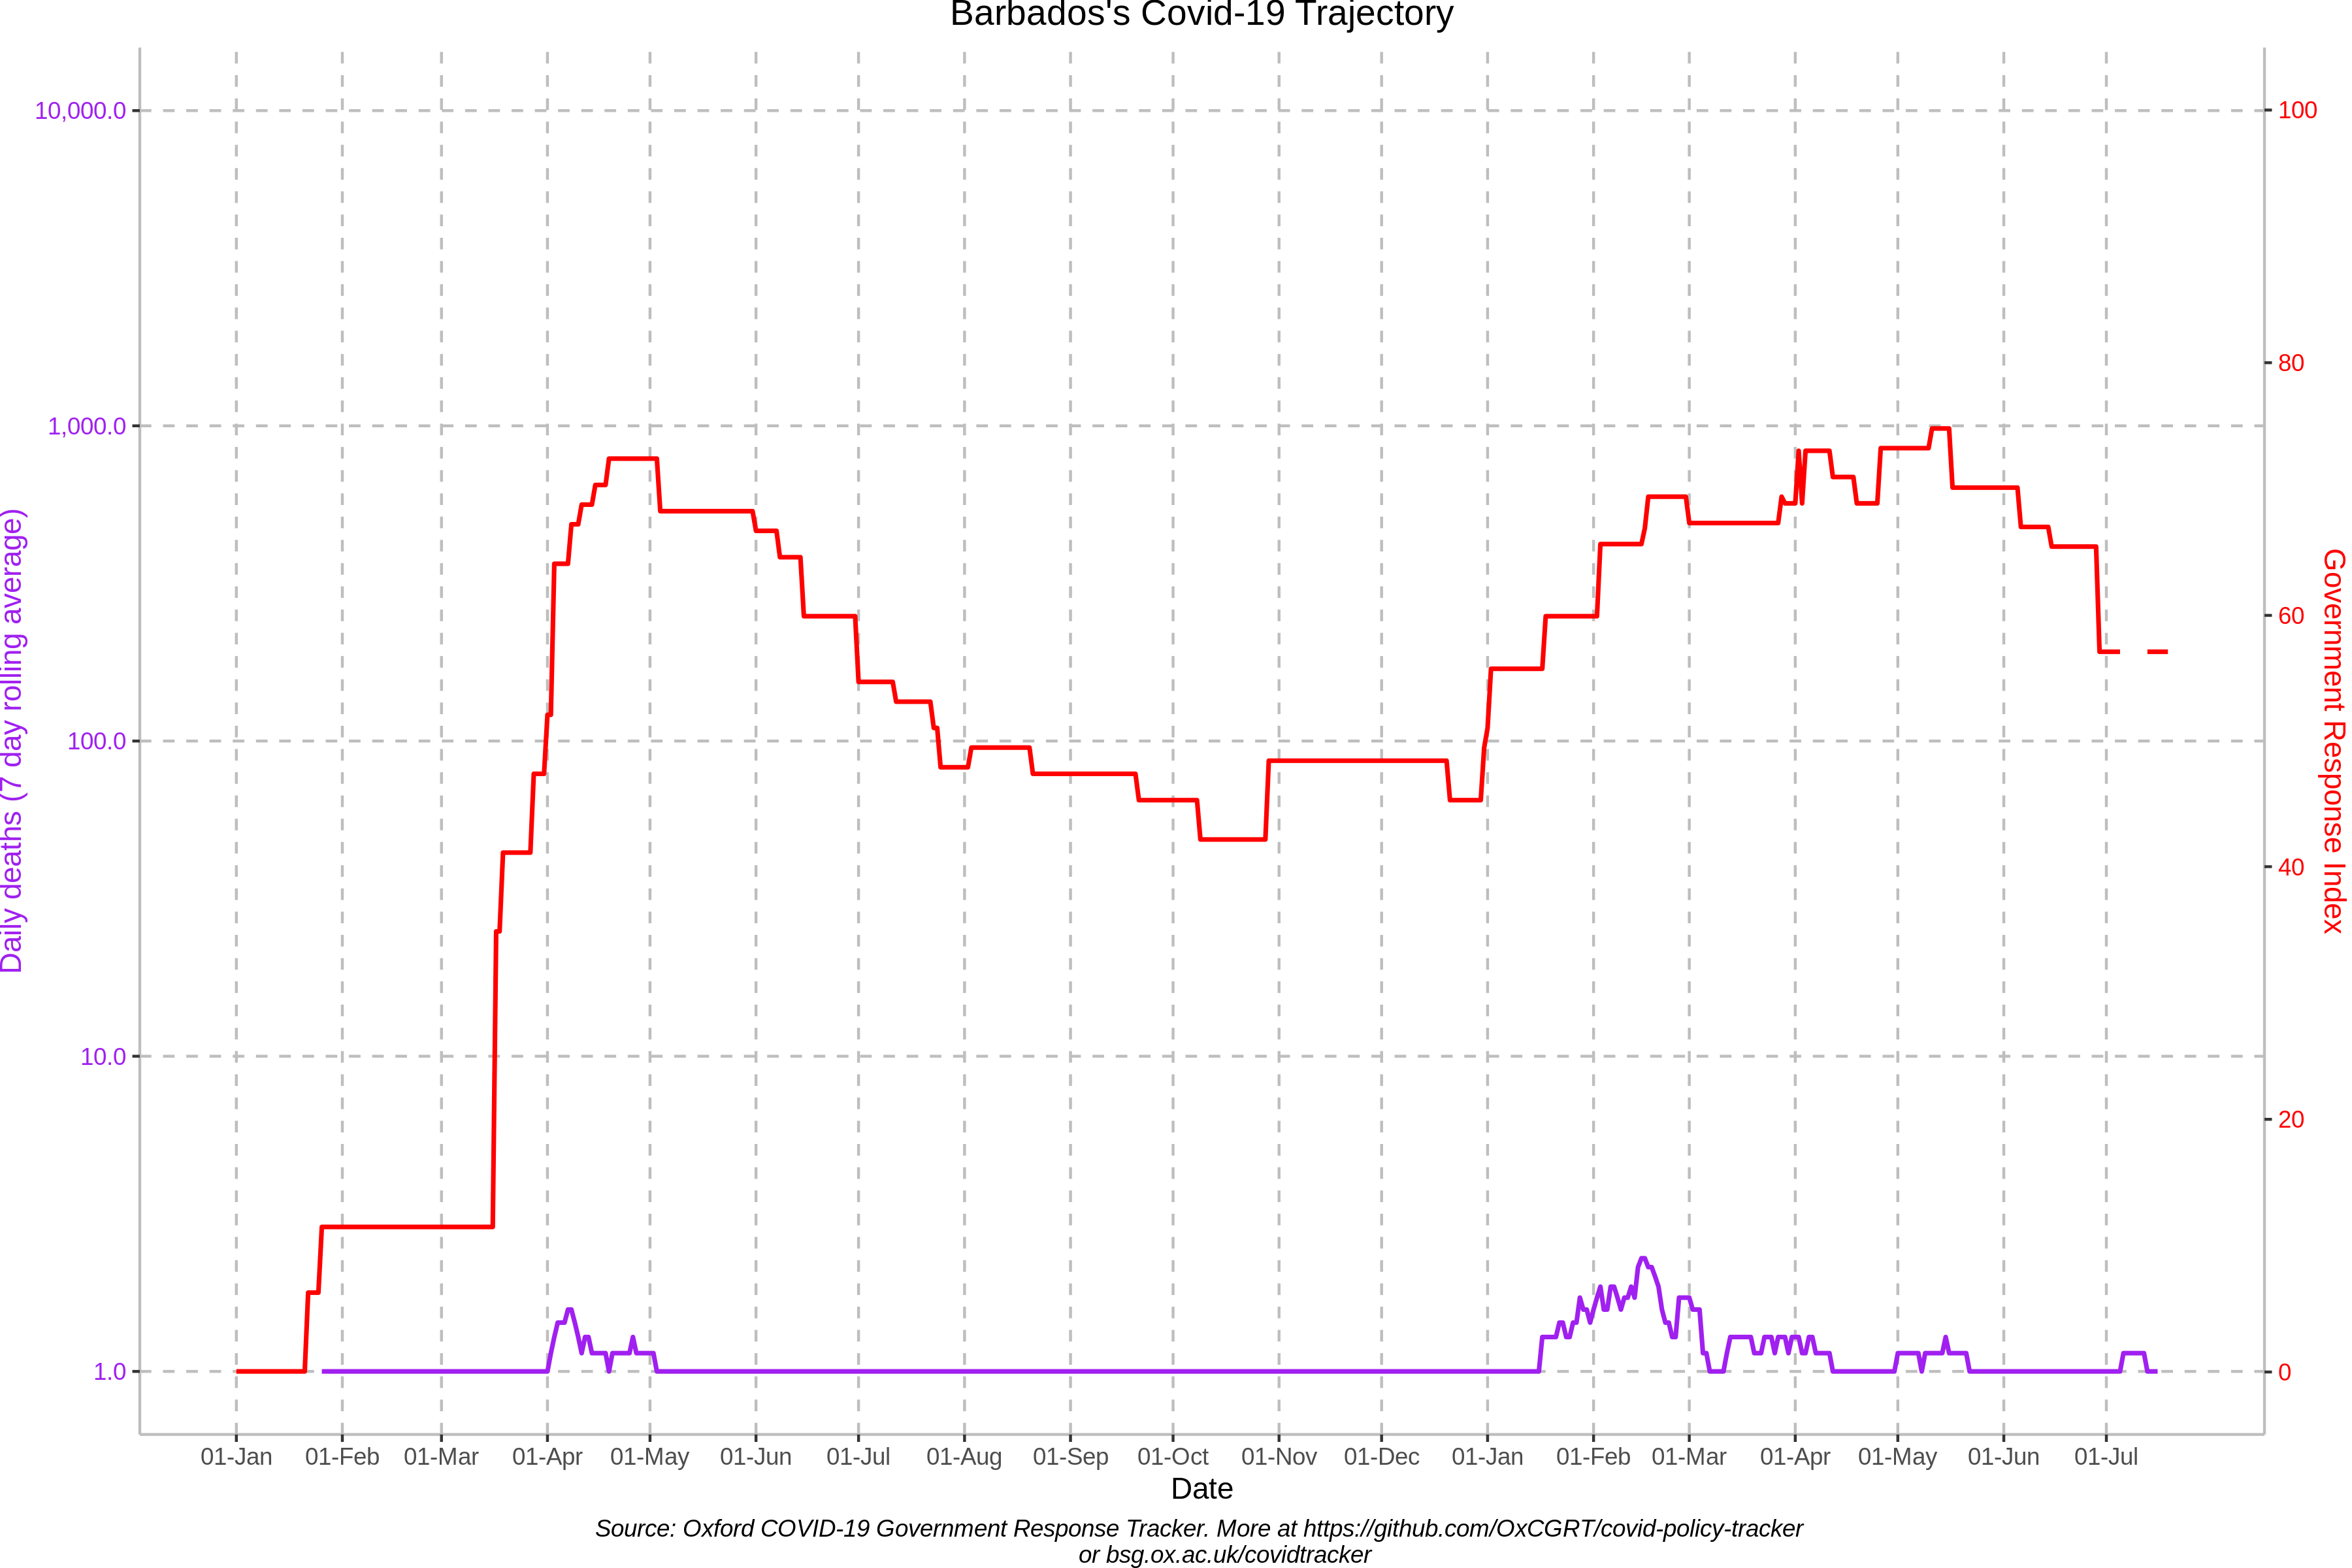 Barbados's Covid-19 Trajectory
Daily deaths (7 day rolling average)
10,000.0
1,000.0
100.0
10.0
1.0
100
80
60
40
20
0
Government Response Index
01-Jan 01-Feb 01-Mar 01-Apr 01-May 01-Jun 01-Jul 01-Aug 01-Sep 01-Oct 01-Nov 01-Dec 01-Jan 01-Feb 01-Mar 01-Apr 01-May 01-Jun 01-Jul
Date
Source: Oxford COVID-19 Government Response Tracker. More at https://github.com/OxCGRT/covid-policy-tracker
or bsg.ox.ac.uk/covidtracker